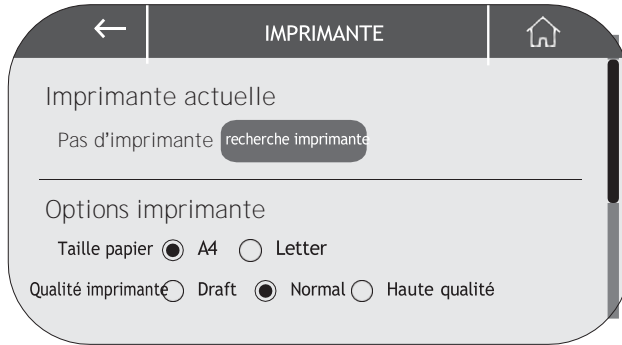 IMPRIMANTE
Imprimante actuelle
Pas d'imprimante recherche imprimante
Options imprimante
Taille papier A4 Letter
Qualité imprimante Draft Normal Haute qualité